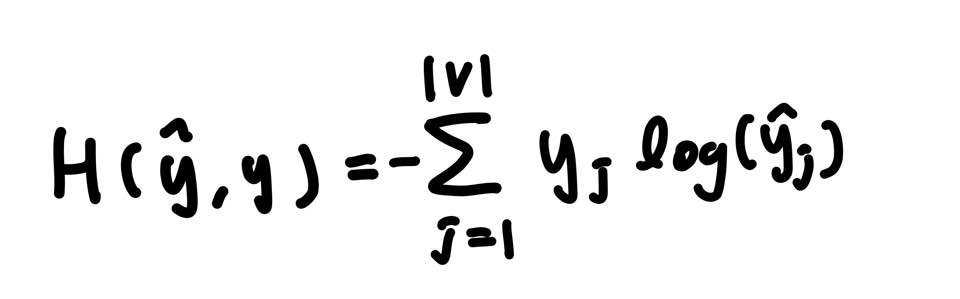 H(ŷ, y) = -∑_{j=1}^{|V|} y_j log(ŷ_j)